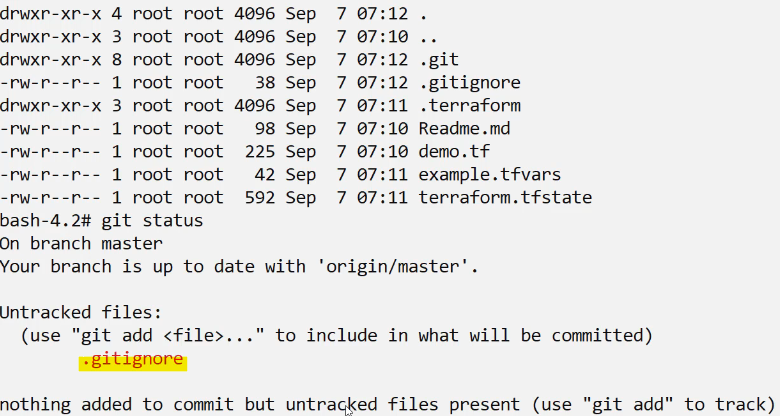 drwxr-xr-x 4 root root 4096 Sep  7 07:12 .
drwxr-xr-x 3 root root 4096 Sep  7 07:10 ..
drwxr-xr-x 8 root root 4096 Sep  7 07:12 .git
-rw-r--r-- 1 root root   38 Sep  7 07:12 .gitignore
drwxr-xr-x 3 root root 4096 Sep  7 07:11 .terraform
-rw-r--r-- 1 root root   98 Sep  7 07:10 Readme.md
-rw-r--r-- 1 root root  225 Sep  7 07:10 demo.tf
-rw-r--r-- 1 root root   42 Sep  7 07:11 example.tfvars
-rw-r--r-- 1 root root  592 Sep  7 07:11 terraform.tfstate
bash-4.2# git status
On branch master
Your branch is up to date with 'origin/master'.

Untracked files:
  (use "git add <file>..." to include in what will be committed)
        .gitignore

nothing added to commit but untracked files present (use "git add" to track)